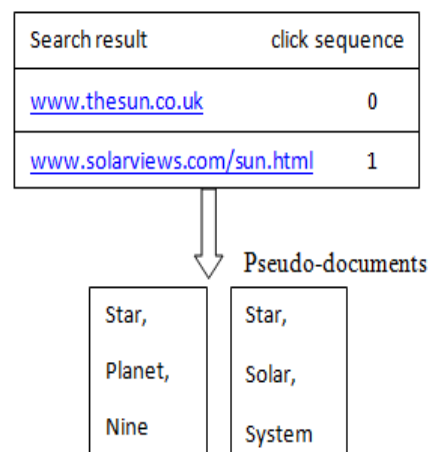 Search result click sequence
www.thesun.co.uk 0
www.solarviews.com/sun.html 1
Pseudo-documents
Star,
Planet,
Nine
Star,
Solar,
System